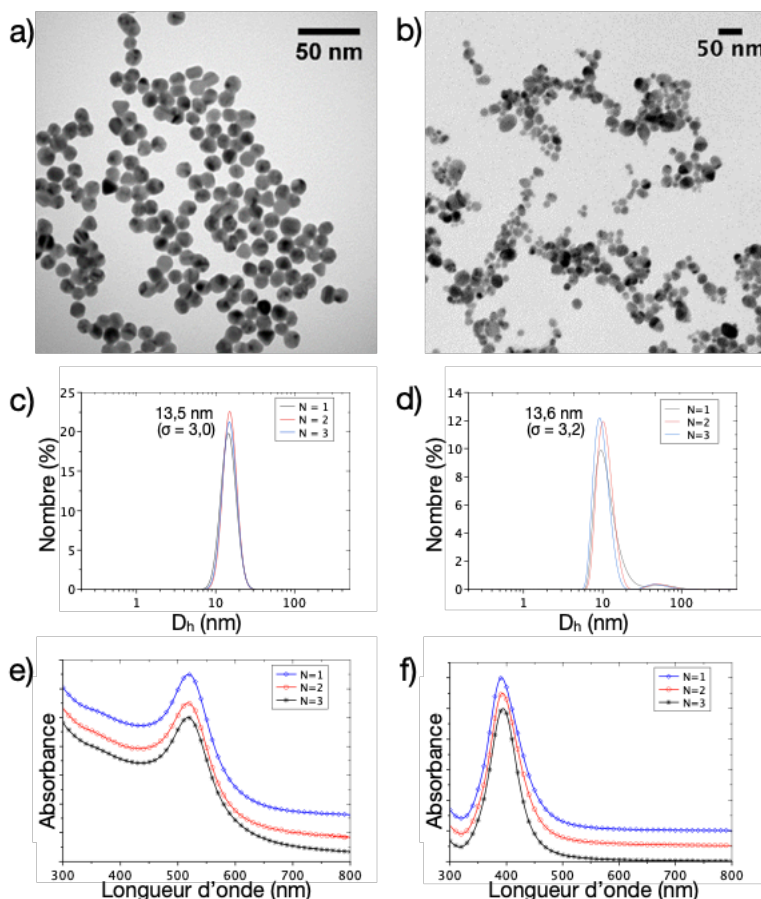 a)
50 nm
b)
50 nm
c)
Nombre (%)
25
20
15
10
5
0
13,5 nm
(σ = 3,0)
N = 1
N = 2
N = 3
1
10
100
Dh (nm)
d)
Nombre (%)
14
12
10
8
6
4
2
0
13,6 nm
(σ = 3,2)
N=1
N=2
N=3
1
10
100
Dh (nm)
e)
Absorbance
N=1
N=2
N=3
300
400
500
600
700
800
Longueur d'onde (nm)
f)
Absorbance
N=1
N=2
N=3
300
400
500
600
700
800
Longueur d'onde (nm)